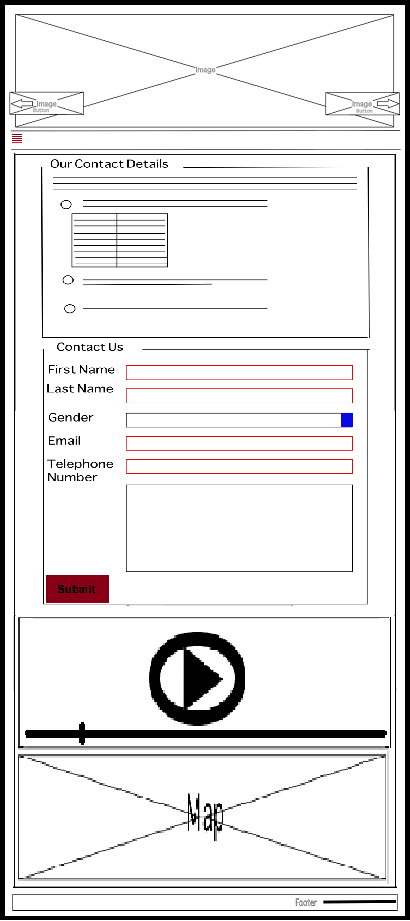 Image
Image
Button
Image
Button
Our Contact Details
Contact Us
First Name
Last Name
Gender
Email
Telephone
Number
Submit
Map
Footer